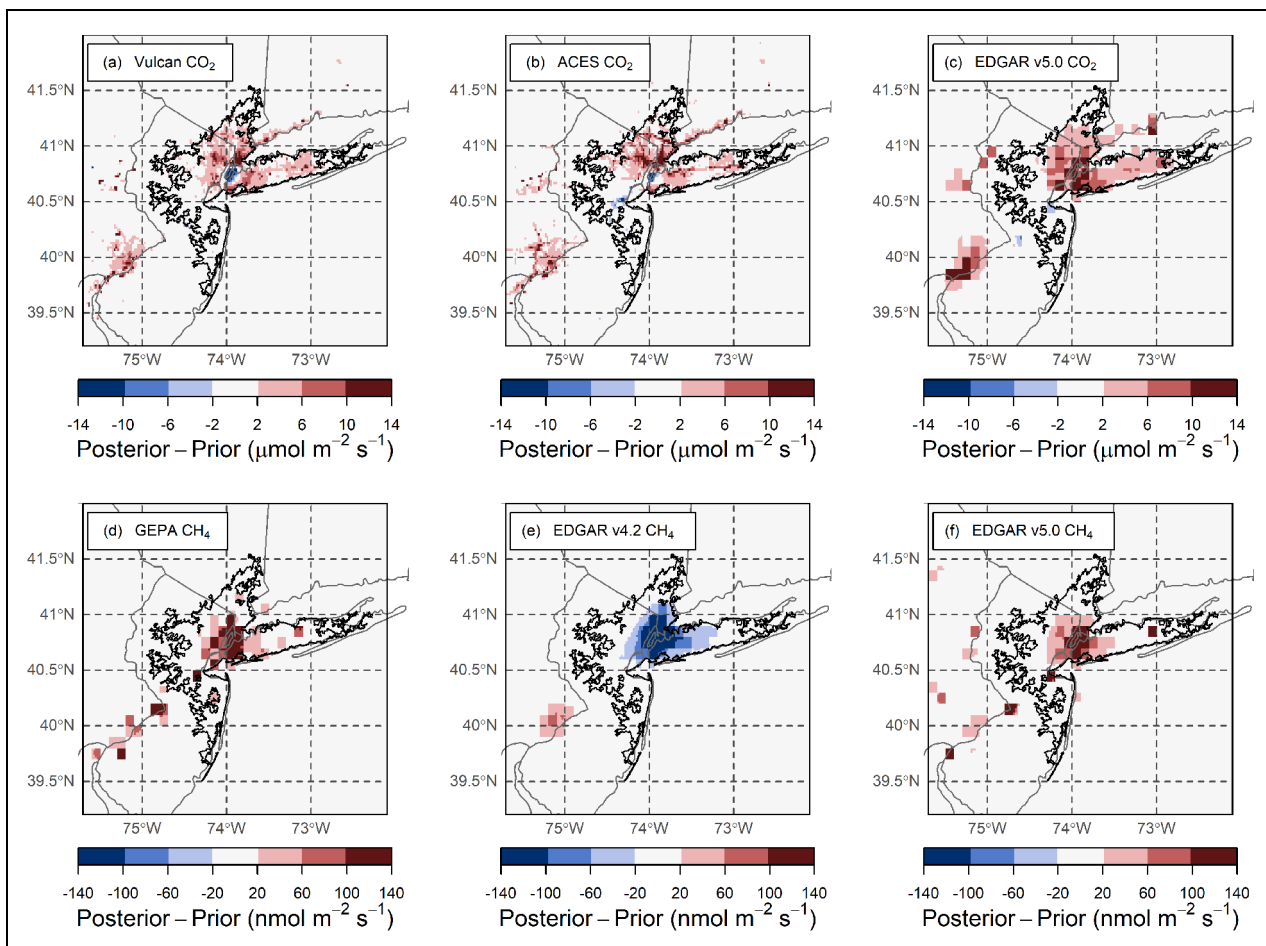 (a) Vulcan CO₂
(b) ACES CO₂
(c) EDGAR v5.0 CO₂
41.5°N
41°N
40.5°N
40°N
39.5°N
75°W 74°W 73°W
41.5°N
41°N
40.5°N
40°N
39.5°N
75°W 74°W 73°W
41.5°N
41°N
40.5°N
40°N
39.5°N
75°W 74°W 73°W
-14 -10 -6 -2 2 6 10 14
Posterior – Prior (μmol m⁻² s⁻¹)
-14 -10 -6 -2 2 6 10 14
Posterior – Prior (μmol m⁻² s⁻¹)
-14 -10 -6 -2 2 6 10 14
Posterior – Prior (μmol m⁻² s⁻¹)
(d) GEPA CH₄
(e) EDGAR v4.2 CH₄
(f) EDGAR v5.0 CH₄
41.5°N
41°N
40.5°N
40°N
39.5°N
75°W 74°W 73°W
41.5°N
41°N
40.5°N
40°N
39.5°N
75°W 74°W 73°W
41.5°N
41°N
40.5°N
40°N
39.5°N
75°W 74°W 73°W
-140 -100 -60 -20 20 60 100 140
Posterior – Prior (nmol m⁻² s⁻¹)
-140 -100 -60 -20 20 60 100 140
Posterior – Prior (nmol m⁻² s⁻¹)
-140 -100 -60 -20 20 60 100 140
Posterior – Prior (nmol m⁻² s⁻¹)